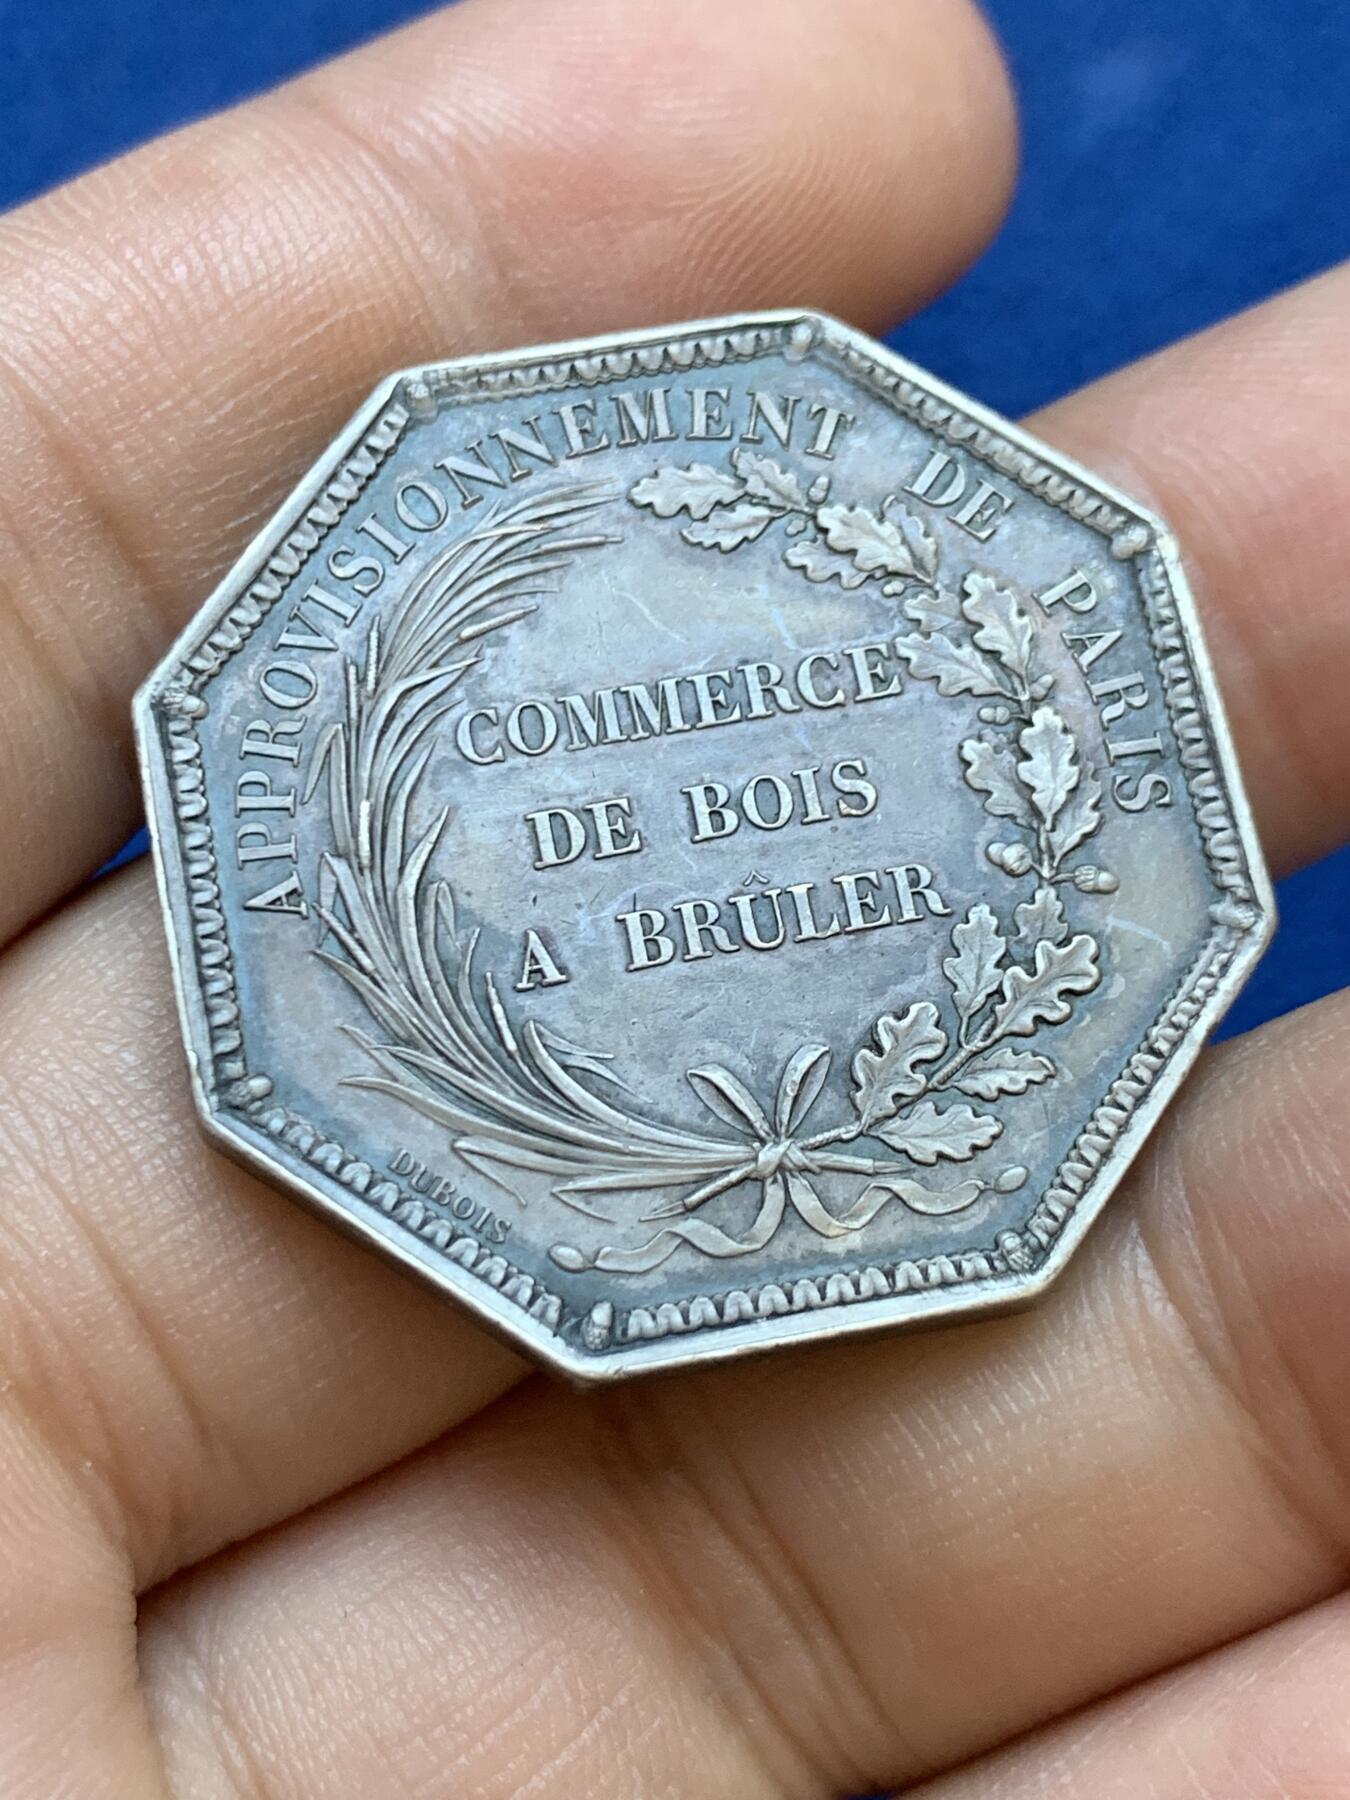 APPROVISIONNEMENT DE PARIS
COMMERCE
DE BOIS
A BRÛLER
DUBOIS